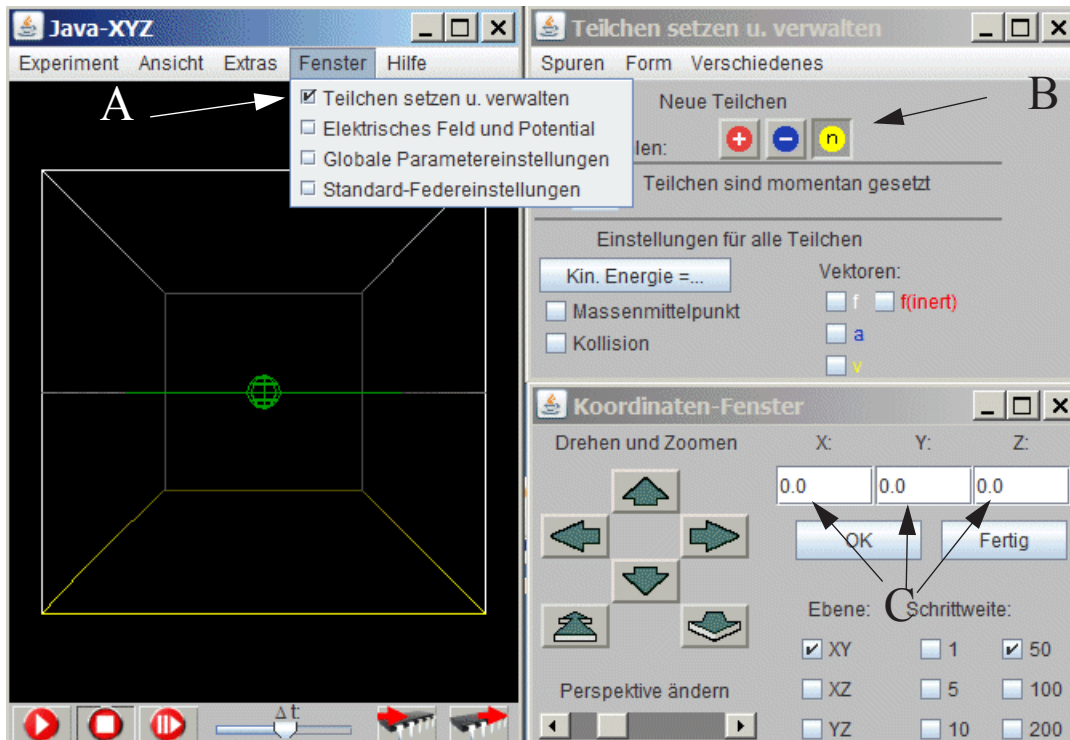 Java-XYZ
Experiment Ansicht Extras Fenster Hilfe
A
Teilchen setzen u. verwalten
Elektrisches Feld und Potential
Globale Parametereinstellungen
Standard-Federeinstellungen
Δt:
Teilchen setzen u. verwalten
Spuren Form Verschiedenes
Neue Teilchen
B
len: + − n
Teilchen sind momentan gesetzt
Einstellungen für alle Teilchen
Kin. Energie =...
Vektoren:
Massenmittelpunkt
f f(inert)
Kollision
a
v
Koordinaten-Fenster
Drehen und Zoomen
X: Y: Z:
0.0 0.0 0.0
OK Fertig
C
Ebene: Schrittweite:
XY 1 50
XZ 5 100
YZ 10 200
Perspektive ändern